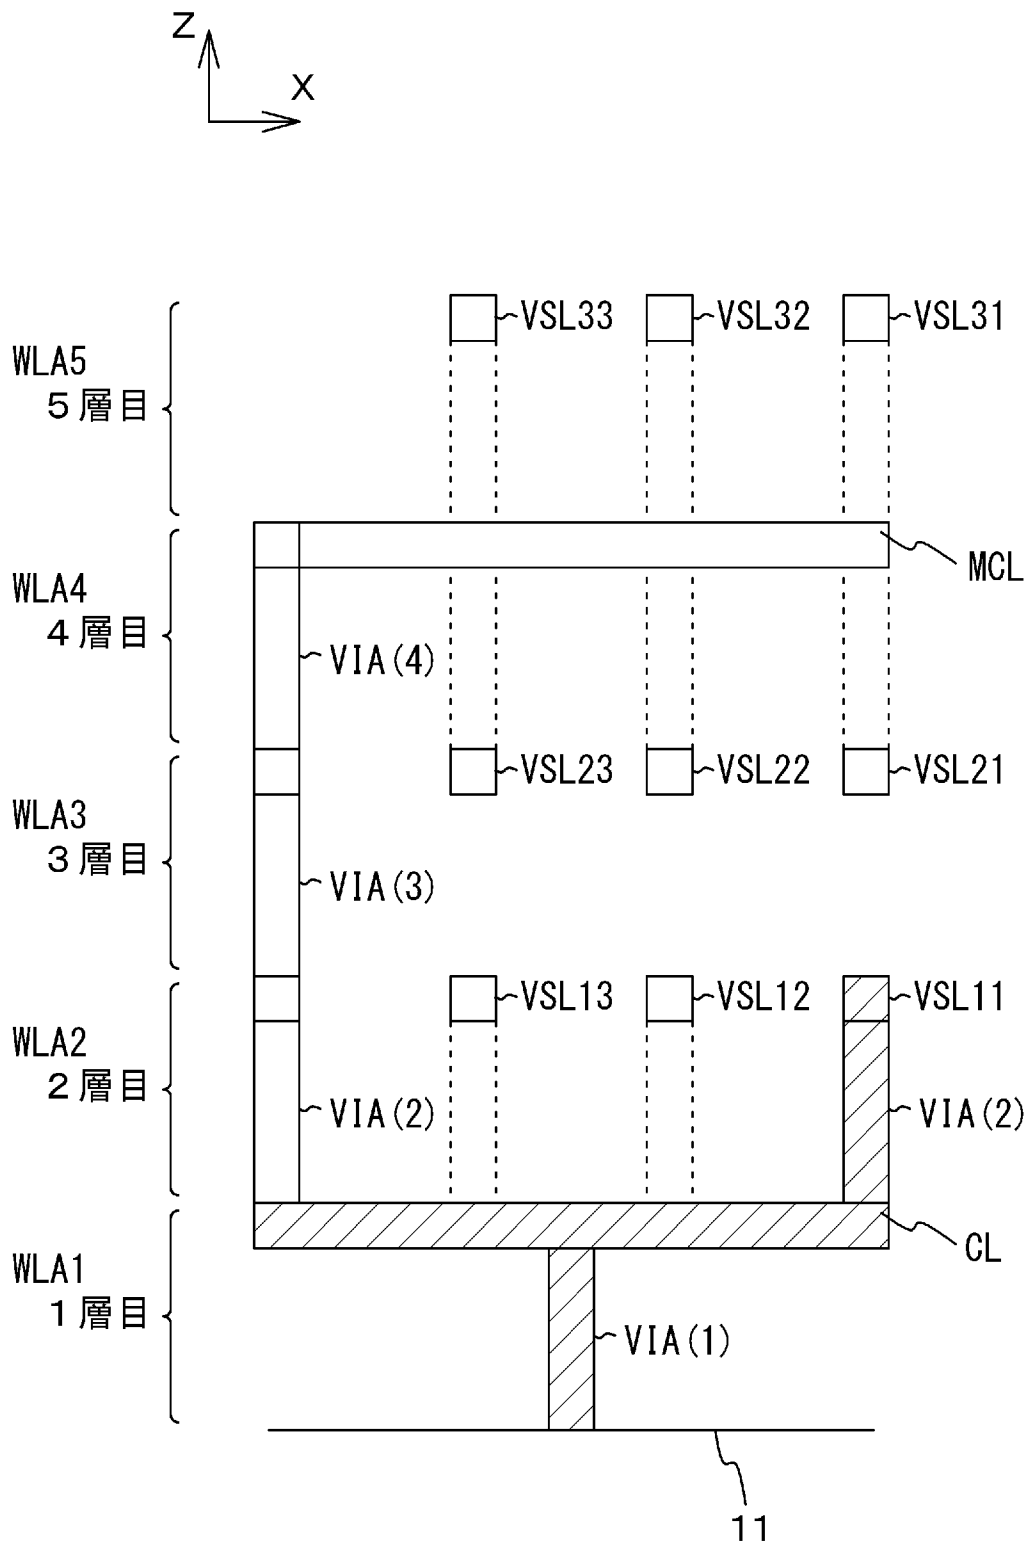 Z
X
VSL33 VSL32 VSL31
WLA5
５層目
MCL
WLA4
４層目
VIA(4)
VSL23 VSL22 VSL21
WLA3
３層目
VIA(3)
VSL13 VSL12 VSL11
WLA2
２層目
VIA(2) VIA(2)
CL
WLA1
１層目
VIA(1)
11